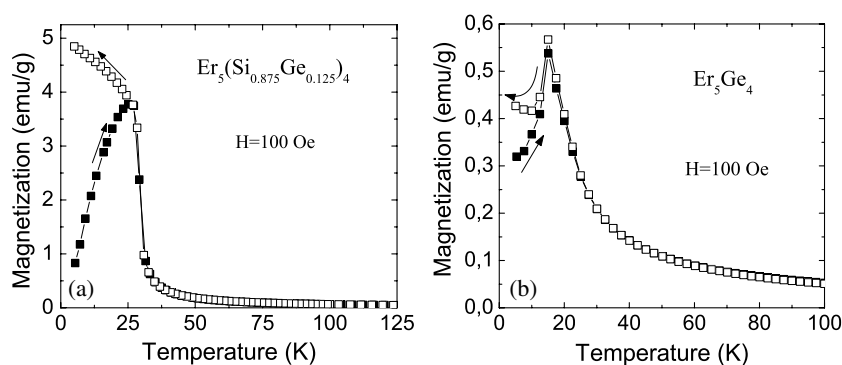 5
4
3
2
1
0
Magnetization (emu/g)
Er5(Si0.875Ge0.125)4
H=100 Oe
(a)
0 25 50 75 100 125
Temperature (K)
0,6
0,5
0,4
0,3
0,2
0,1
0,0
Magnetization (emu/g)
Er5Ge4
H=100 Oe
(b)
0 20 40 60 80 100
Temperature (K)